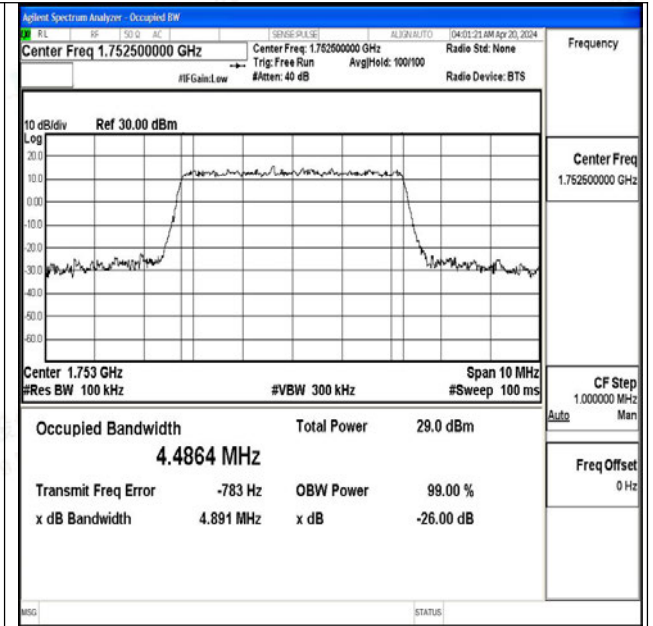 Agilent Spectrum Analyzer - Occupied BW
RL RF 50 Ω AC SENSE:PULSE ALIGN AUTO 04:01:21 AM Apr 20, 2024
Center Freq 1.752500000 GHz
Center Freq: 1.752500000 GHz Radio Std: None
Trig: Free Run Avg|Hold: 100/100
#IFGain:Low #Atten: 40 dB Radio Device: BTS
Frequency
10 dB/div Ref 30.00 dBm
Log
20.0
10.0
0.00
-10.0
-20.0
-30.0
-40.0
-50.0
-60.0
Center Freq
1.752500000 GHz
Center 1.753 GHz Span 10 MHz
#Res BW 100 kHz #VBW 300 kHz #Sweep 100 ms
CF Step
1.000000 MHz
Auto Man
Occupied Bandwidth Total Power 29.0 dBm
4.4864 MHz
Freq Offset
0 Hz
Transmit Freq Error -783 Hz OBW Power 99.00 %
x dB Bandwidth 4.891 MHz x dB -26.00 dB
MSG STATUS